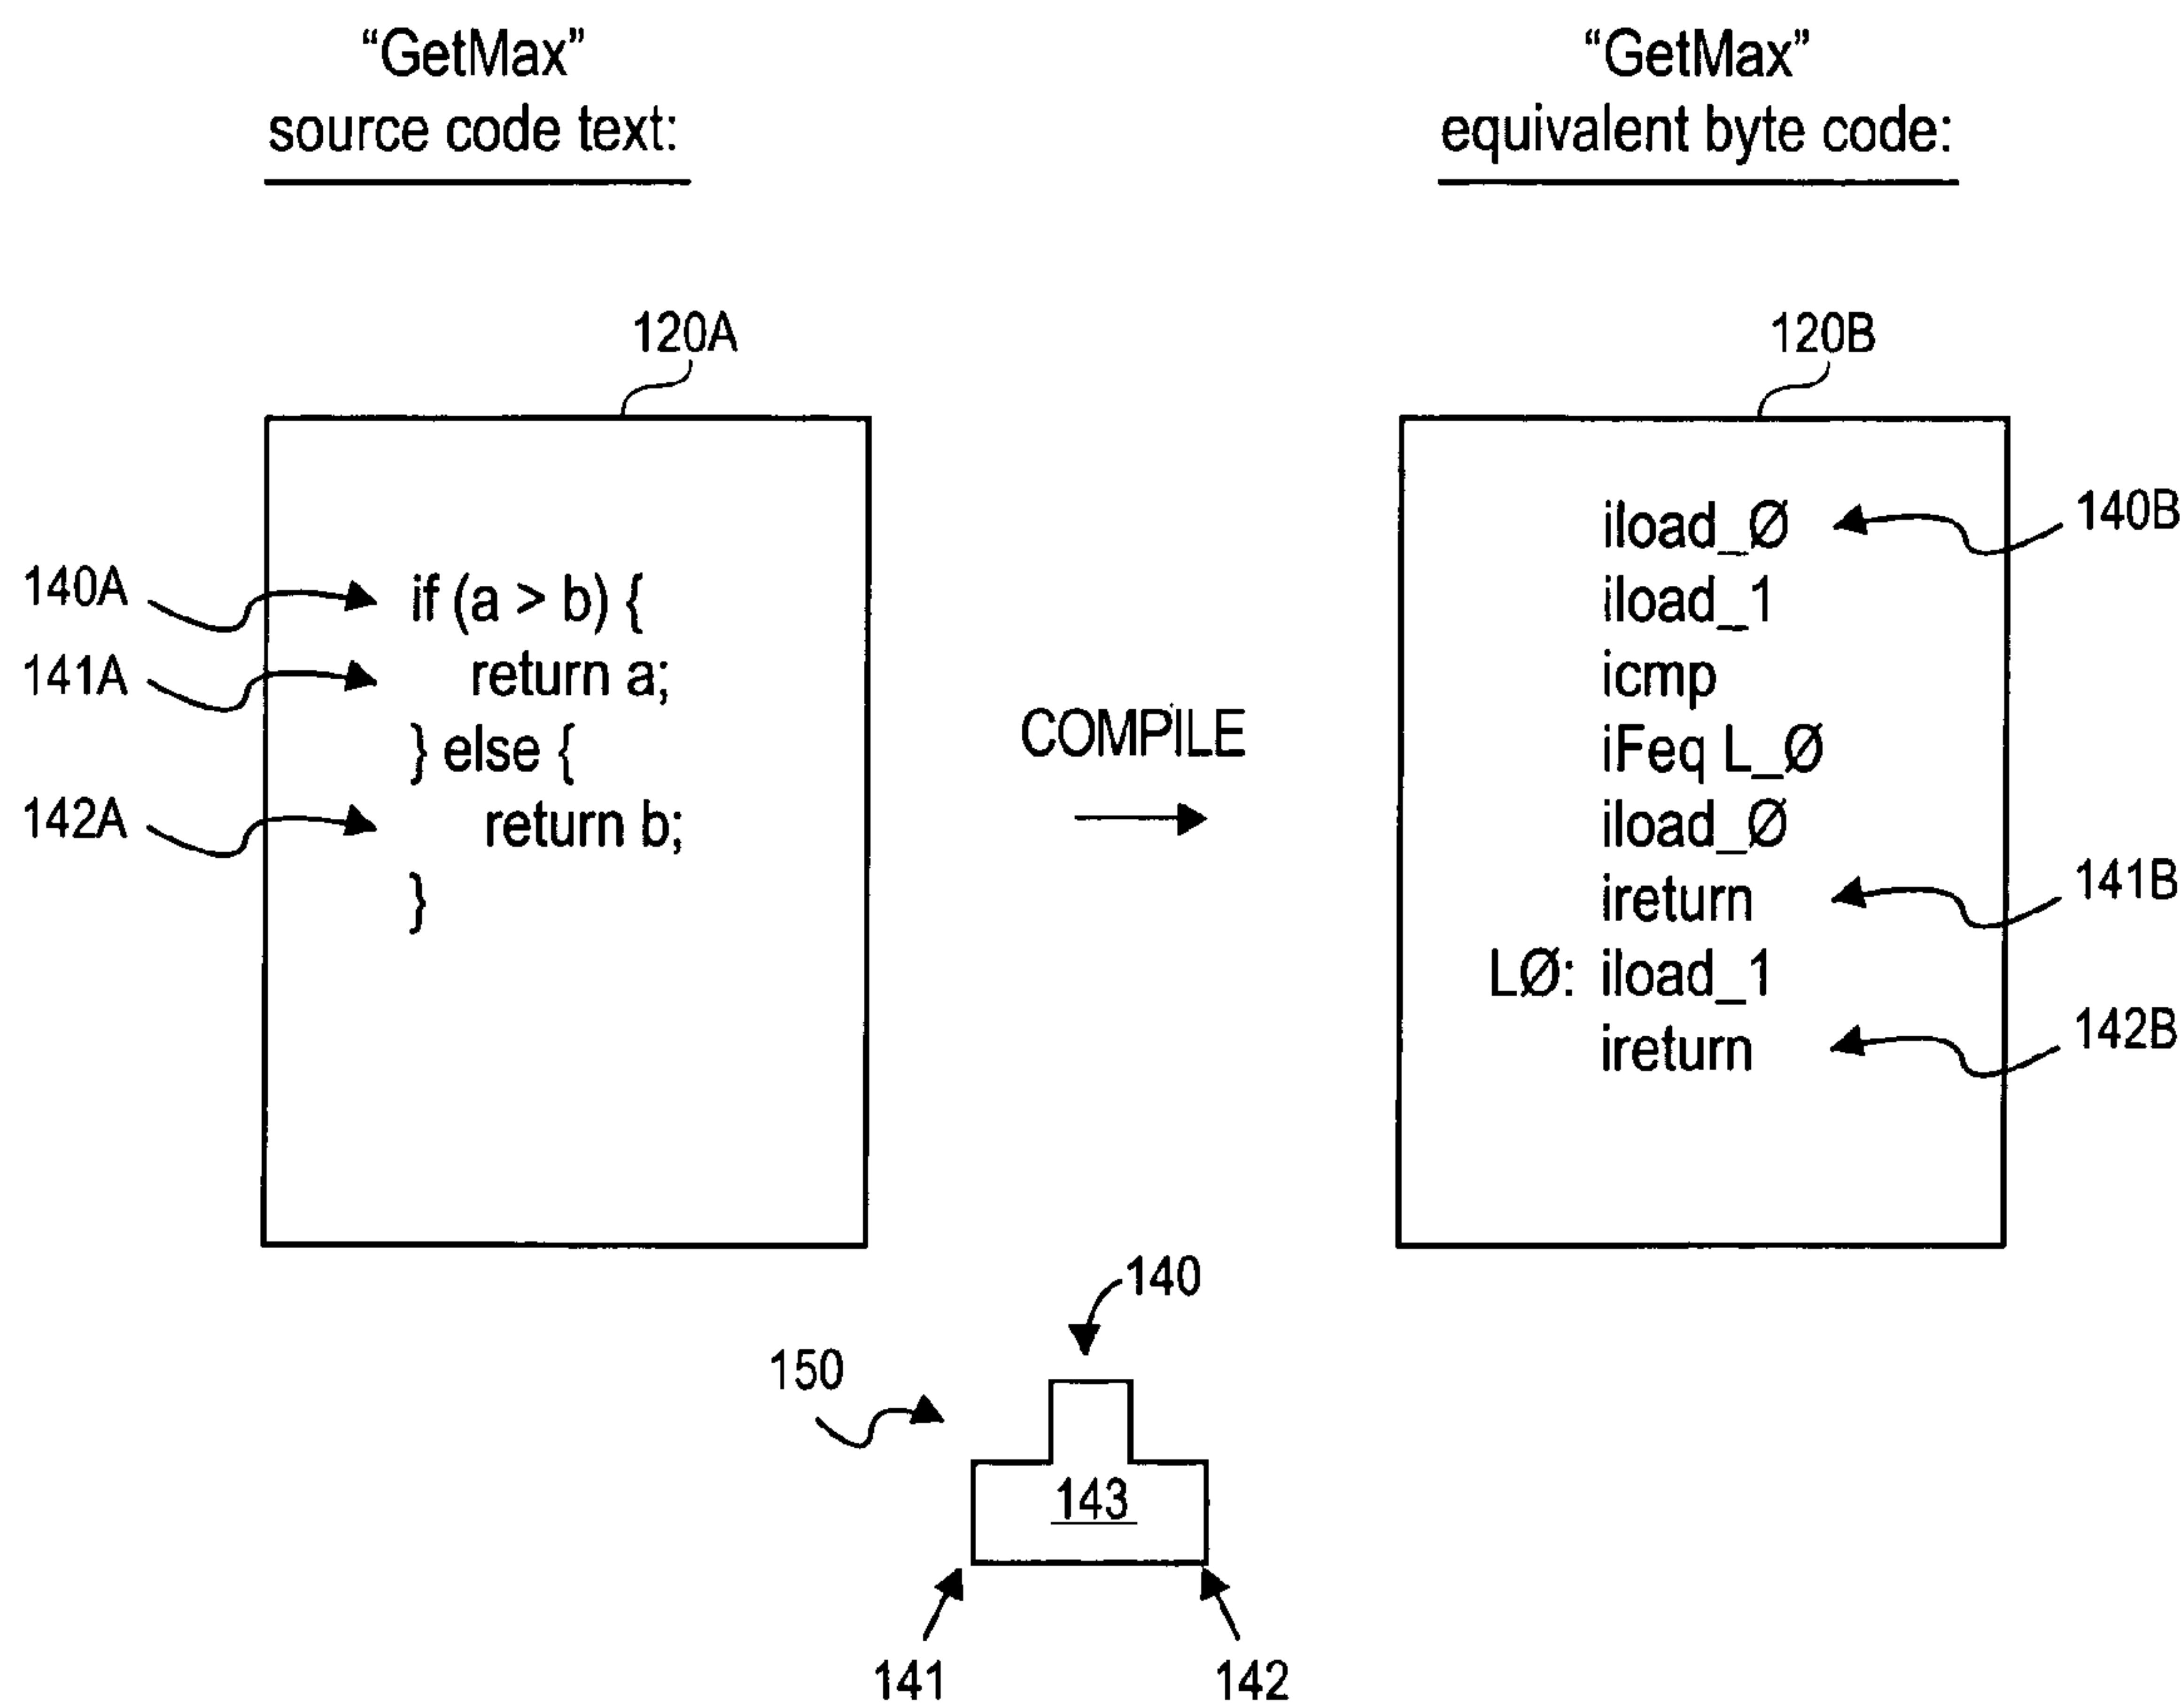 “GetMax”
source code text:
“GetMax”
equivalent byte code:
120A
120B
140A
141A
142A
if (a > b) {
return a;
} else {
return b;
}
COMPILE
iload_Ø
iload_1
icmp
iFeq L_Ø
iload_Ø
ireturn
LØ: iload_1
ireturn
140B
141B
142B
140
150
143
141
142